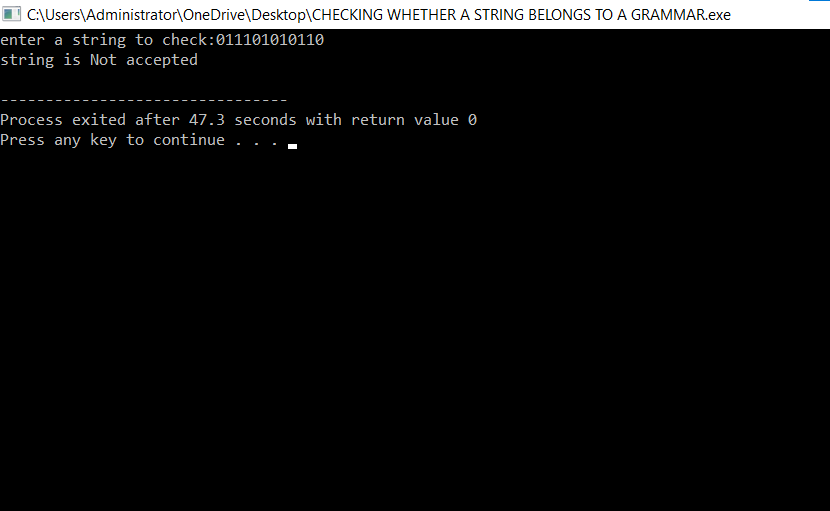 C:\Users\Administrator\OneDrive\Desktop\CHECKING WHETHER A STRING BELONGS TO A GRAMMAR.exe
enter a string to check:011101010110
string is Not accepted
--------------------------------
Process exited after 47.3 seconds with return value 0
Press any key to continue . . .